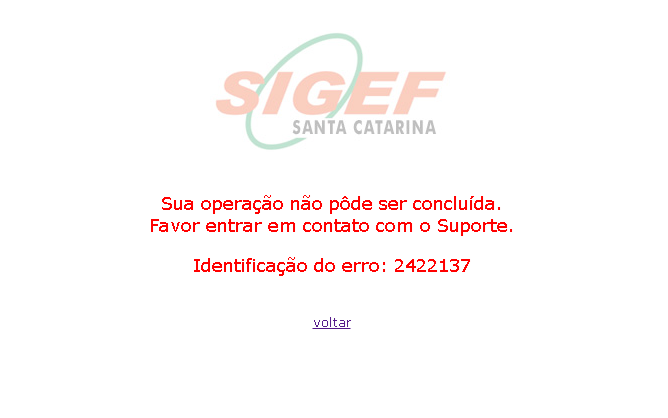 SIGEF
SANTA CATARINA
Sua operação não pôde ser concluída.
Favor entrar em contato com o Suporte.
Identificação do erro: 2422137
voltar